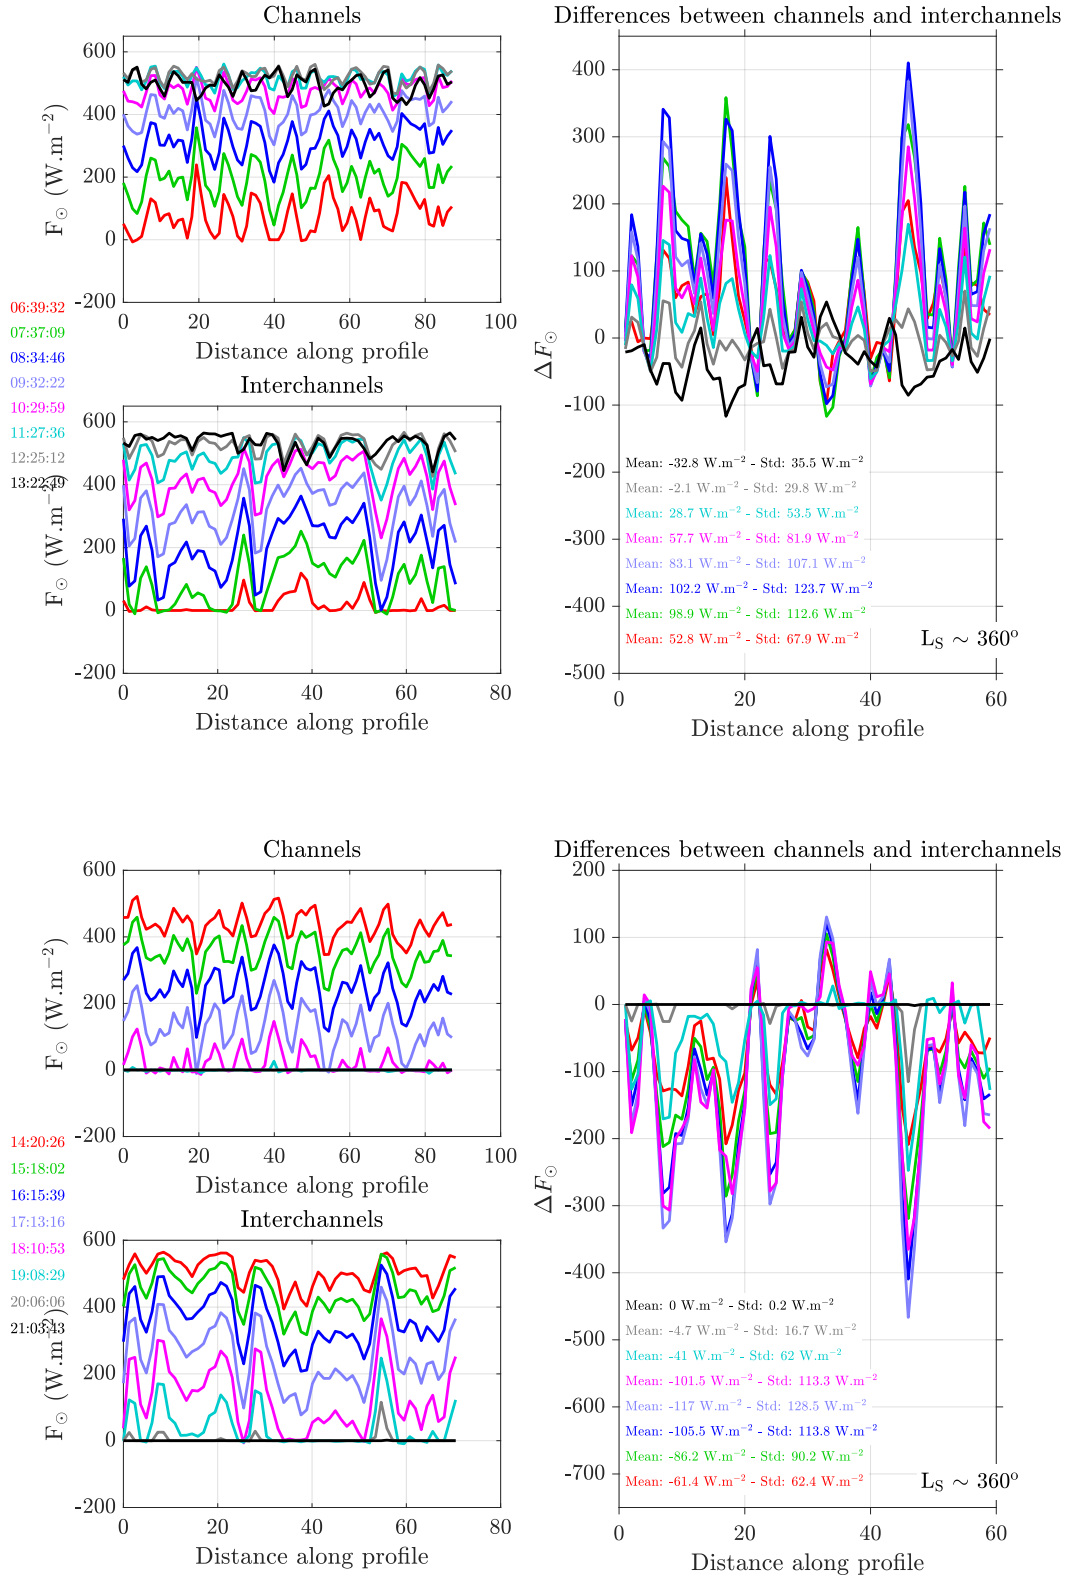 Channels
600
400
200
0
-200
0 20 40 60 80 100
F⊙ (W.m−2)
Distance along profile
06:39:32
07:37:09
08:34:46
09:32:22
10:29:59
11:27:36
12:25:12
13:22:49
Interchannels
600
400
200
0
-200
0 20 40 60 80
F⊙ (W.m−2)
Distance along profile
Differences between channels and interchannels
400
300
200
100
0
-100
-200
-300
-400
-500
0 20 40 60
ΔF⊙
Mean: -32.8 W.m−2 - Std: 35.5 W.m−2
Mean: -2.1 W.m−2 - Std: 29.8 W.m−2
Mean: 28.7 W.m−2 - Std: 53.5 W.m−2
Mean: 57.7 W.m−2 - Std: 81.9 W.m−2
Mean: 83.1 W.m−2 - Std: 107.1 W.m−2
Mean: 102.2 W.m−2 - Std: 123.7 W.m−2
Mean: 98.9 W.m−2 - Std: 112.6 W.m−2
Mean: 52.8 W.m−2 - Std: 67.9 W.m−2
LS ∼ 360o
Distance along profile
Channels
600
400
200
0
-200
0 20 40 60 80 100
F⊙ (W.m−2)
Distance along profile
14:20:26
15:18:02
16:15:39
17:13:16
18:10:53
19:08:29
20:06:06
21:03:43
Interchannels
600
400
200
0
-200
0 20 40 60 80
F⊙ (W.m−2)
Distance along profile
Differences between channels and interchannels
200
100
0
-100
-200
-300
-400
-500
-600
-700
0 20 40 60
ΔF⊙
Mean: 0 W.m−2 - Std: 0.2 W.m−2
Mean: -4.7 W.m−2 - Std: 16.7 W.m−2
Mean: -41 W.m−2 - Std: 62 W.m−2
Mean: -101.5 W.m−2 - Std: 113.3 W.m−2
Mean: -117 W.m−2 - Std: 128.5 W.m−2
Mean: -105.5 W.m−2 - Std: 113.8 W.m−2
Mean: -86.2 W.m−2 - Std: 90.2 W.m−2
Mean: -61.4 W.m−2 - Std: 62.4 W.m−2
LS ∼ 360o
Distance along profile